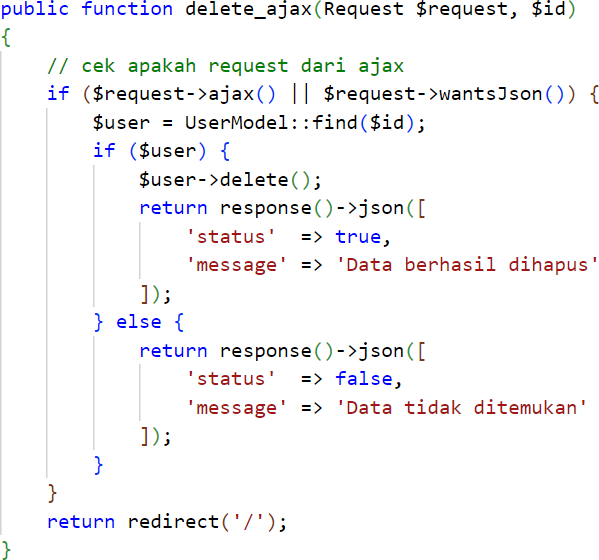 public function delete_ajax(Request $request, $id)
{
    // cek apakah request dari ajax
    if ($request->ajax() || $request->wantsJson()) {
        $user = UserModel::find($id);
        if ($user) {
            $user->delete();
            return response()->json([
                'status'  => true,
                'message' => 'Data berhasil dihapus'
            ]);
        } else {
            return response()->json([
                'status'  => false,
                'message' => 'Data tidak ditemukan'
            ]);
        }
    }
    return redirect('/');
}